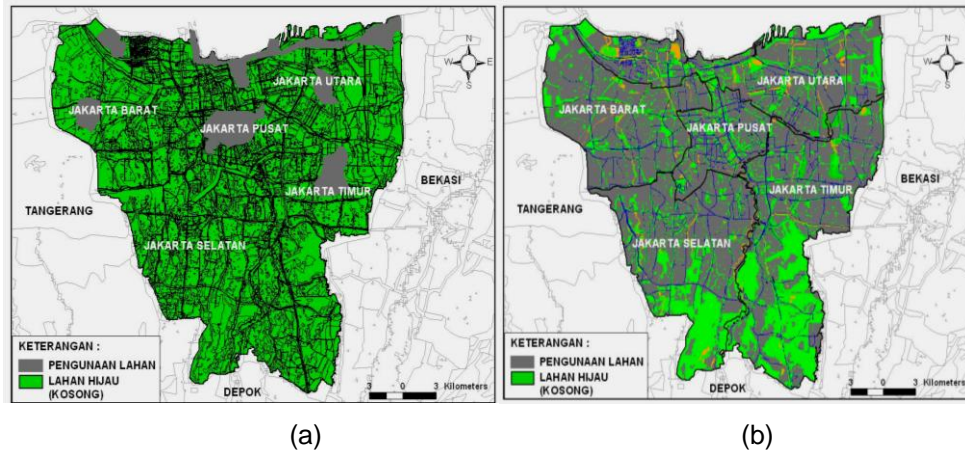 N
W E
S
JAKARTA UTARA
JAKARTA BARAT
JAKARTA PUSAT
BEKASI
JAKARTA TIMUR
TANGERANG
JAKARTA SELATAN
KETERANGAN :
PENGUNAAN LAHAN
LAHAN HIJAU
(KOSONG)
DEPOK
3 0 3 Kilometers
(a)
N
W E
S
JAKARTA UTARA
JAKARTA BARAT
JAKARTA PUSAT
BEKASI
JAKARTA TIMUR
TANGERANG
JAKARTA SELATAN
KETERANGAN :
PENGUNAAN LAHAN
LAHAN HIJAU
(KOSONG)
DEPOK
3 0 3 Kilometers
(b)